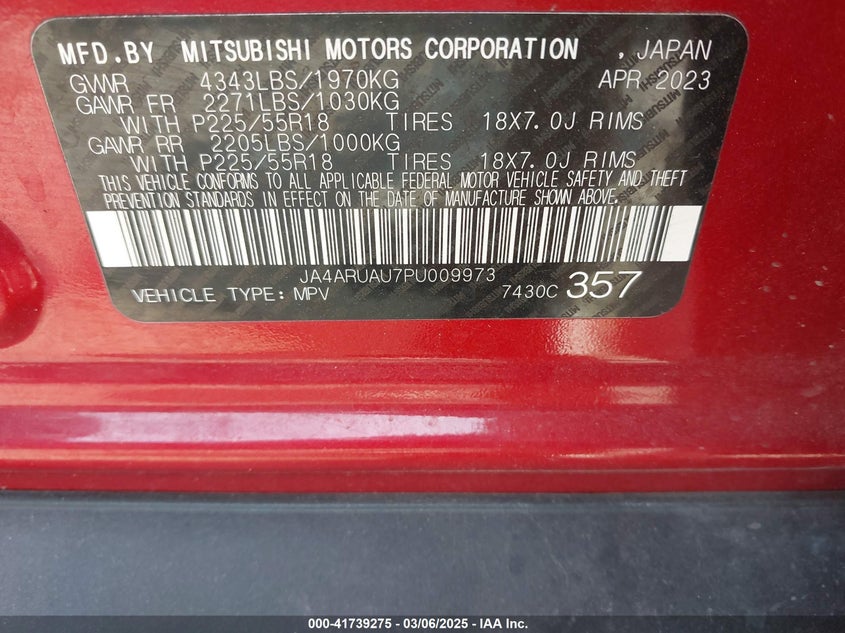 MFD.BY MITSUBISHI MOTORS CORPORATION , JAPAN
GVWR 4343LBS/1970KG APR 2023
GAWR FR 2271LBS/1030KG
WITH P225/55R18 TIRES 18X7.0J RIMS
GAWR RR 2205LBS/1000KG
WITH P225/55R18 TIRES 18X7.0J RIMS
THIS VEHICLE CONFORMS TO ALL APPLICABLE FEDERAL MOTOR VEHICLE SAFETY AND THEFT
PREVENTION STANDARDS IN EFFECT ON THE DATE OF MANUFACTURE SHOWN ABOVE.
JA4ARUAU7PU009973
VEHICLE TYPE: MPV 7430C 357
000-41739275 - 03/06/2025 - IAA Inc.